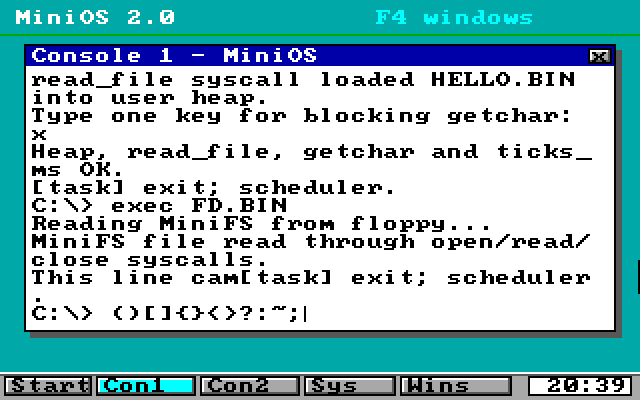 MiniOS 2.0 F4 windows
Console 1 - MiniOS
read_file syscall loaded HELLO.BIN
into user heap.
Type one key for blocking getchar:
x
Heap, read_file, getchar and ticks_
ms OK.
[task] exit; scheduler.
C:\> exec FD.BIN
Reading MiniFS from floppy...
MiniFS file read through open/read/
close syscalls.
This line cam[task] exit; scheduler
.
C:\> ()[]{}<>?:~;|
Start Con1 Con2 Sys Wins 20:39